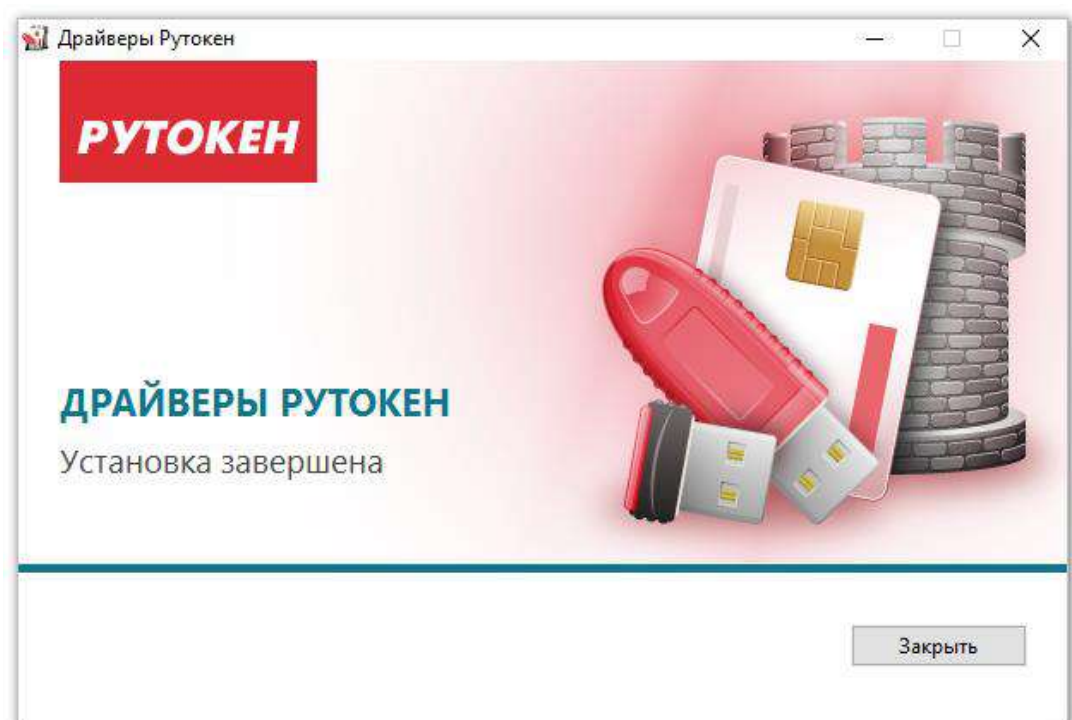 Драйверы Рутокен
РУТОКЕН
ДРАЙВЕРЫ РУТОКЕН
Установка завершена
Закрыть